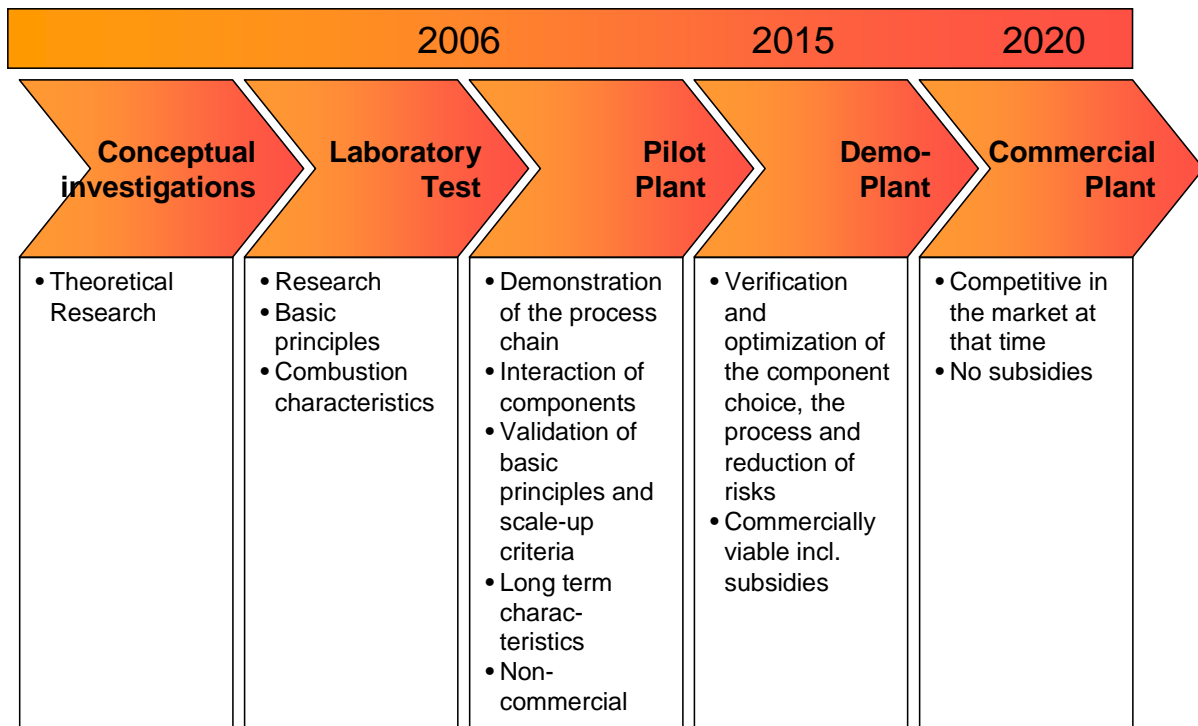 2006 2015 2020
Conceptual
investigations
Laboratory
Test
Pilot
Plant
Demo-
Plant
Commercial
Plant
• Theoretical
Research
• Research
• Basic
principles
• Combustion
characteristics
• Demonstration
of the process
chain
• Interaction of
components
• Validation of
basic
principles and
scale-up
criteria
• Long term
charac-
teristics
• Non-
commercial
• Verification
and
optimization of
the component
choice, the
process and
reduction of
risks
• Commercially
viable incl.
subsidies
• Competitive in
the market at
that time
• No subsidies